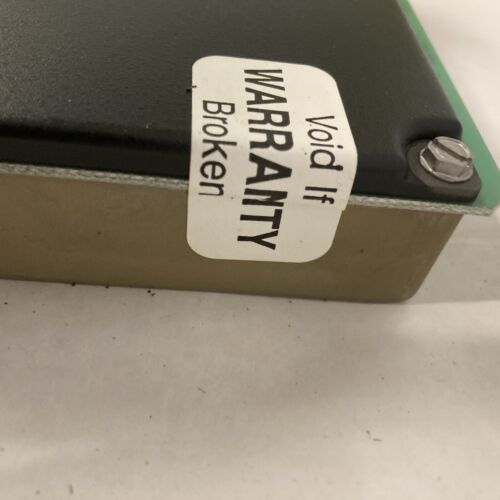 Void If
WARRANTY
Broken